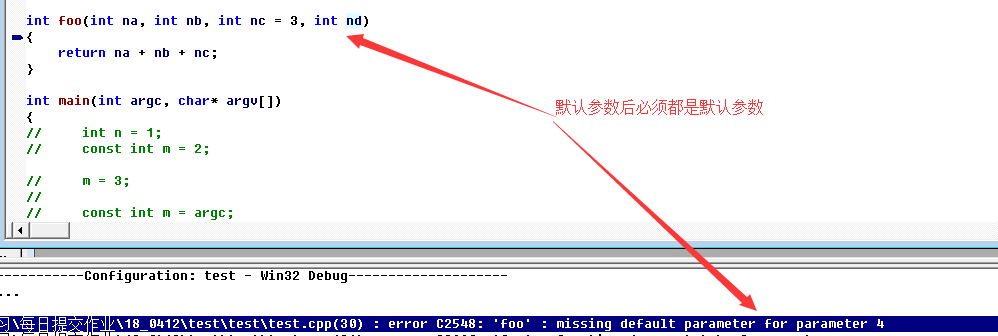 int foo(int na, int nb, int nc = 3, int nd)
{
return na + nb + nc;
}
int main(int argc, char* argv[])
{
// int n = 1;
// const int m = 2;
// m = 3;
//
// const int m = argc;
默认参数后必须都是默认参数
-----------Configuration: test - Win32 Debug--------------------
...
习\每日提交作业\18_0412\test\test\test.cpp(30) : error C2548: 'foo' : missing default parameter for parameter 4